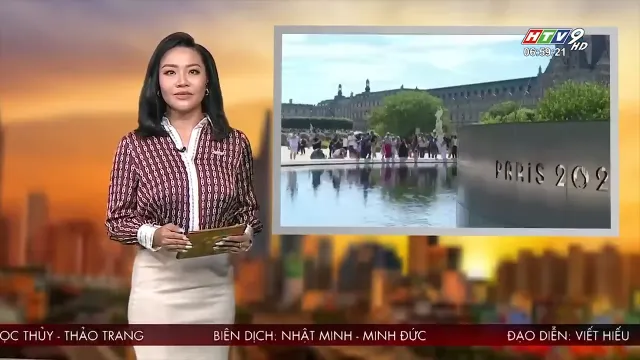 HTV9 HD
06:59:21
PARIS 202
ỌC THỦY - THẢO TRANG BIÊN DỊCH: NHẬT MINH - MINH ĐỨC ĐẠO DIỄN: VIẾT HIẾU